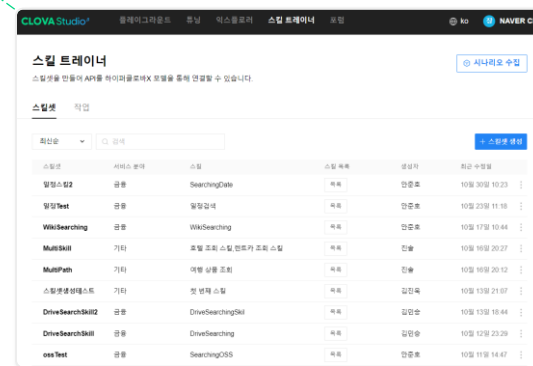 CLOVA Studio 플레이그라운드 튜닝 익스플로러 스킬 트레이너 포럼 ko NAVER C
스킬 트레이너
스킬셋을 만들어 API를 하이퍼클로바X 모델을 통해 연결할 수 있습니다.
시나리오 수집
스킬셋 작업
최신순 검색 + 스킬셋 생성
스킬셋 서비스 분야 스킬 스킬 목록 생성자 최근 수정일
일정스킬2 금융 SearchingDate 목록 안준호 10월 30일 10:23
일정Test 금융 일정검색 목록 안준호 10월 23일 11:18
WikiSearching 금융 WikiSearching 목록 안준호 10월 17일 10:44
MultiSkill 기타 호텔 조회 스킬,렌트카 조회 스킬 목록 진솔 10월 16일 20:27
MultiPath 기타 여행 상품 조회 목록 진솔 10월 16일 20:12
스킬셋생성테스트 기타 첫 번째 스킬 목록 김진욱 10월 13일 21:07
DriveSearchSkill2 금융 DriveSearchingSkil 목록 김민승 10월 13일 18:44
DriveSearchSkill 금융 DriveSearching 목록 김민승 10월 12일 23:29
ossTest 금융 SearchingOSS 목록 안준호 10월 11일 14:47